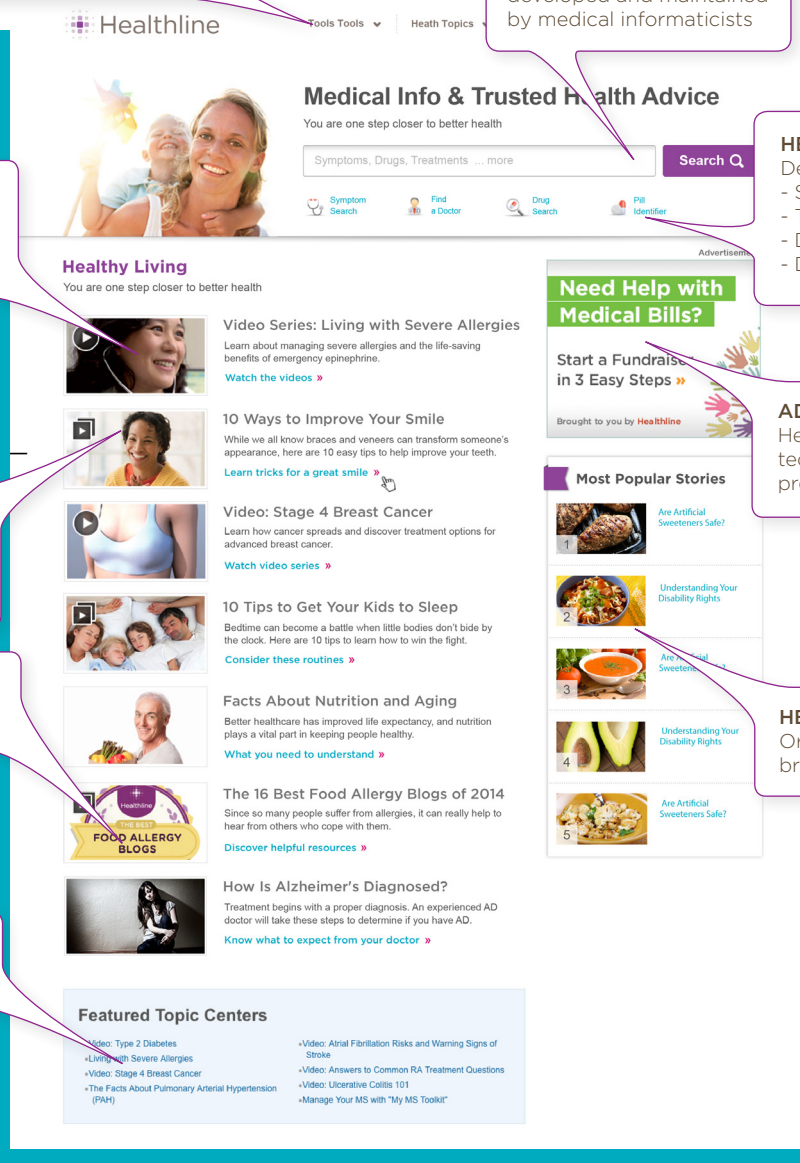 developed and maintained
by medical informaticists
Healthline
Tools Tools
Heath Topics
Medical Info & Trusted Health Advice
You are one step closer to better health
Symptoms, Drugs, Treatments ... more
Search
Symptom
Search
Find
a Doctor
Drug
Search
Pill
Identifier
Healthy Living
You are one step closer to better health
Video Series: Living with Severe Allergies
Learn about managing severe allergies and the life-saving
benefits of emergency epinephrine.
Watch the videos »
10 Ways to Improve Your Smile
While we all know braces and veneers can transform someone's
appearance, here are 10 easy tips to help improve your teeth.
Learn tricks for a great smile »
Video: Stage 4 Breast Cancer
Learn how cancer spreads and discover treatment options for
advanced breast cancer.
Watch video series »
10 Tips to Get Your Kids to Sleep
Bedtime can become a battle when little bodies don't bide by
the clock. Here are 10 tips to learn how to win the fight.
Consider these routines »
Facts About Nutrition and Aging
Better healthcare has improved life expectancy, and nutrition
plays a vital part in keeping people healthy.
What you need to understand »
Healthline
THE BEST
FOOD ALLERGY
BLOGS
The 16 Best Food Allergy Blogs of 2014
Since so many people suffer from allergies, it can really help to
hear from others who cope with them.
Discover helpful resources »
How Is Alzheimer's Diagnosed?
Treatment begins with a proper diagnosis. An experienced AD
doctor will take these steps to determine if you have AD.
Know what to expect from your doctor »
Featured Topic Centers
Video: Type 2 Diabetes
Living with Severe Allergies
Video: Stage 4 Breast Cancer
The Facts About Pulmonary Arterial Hypertension
(PAH)
Video: Atrial Fibrillation Risks and Warning Signs of
Stroke
Video: Answers to Common RA Treatment Questions
Video: Ulcerative Colitis 101
Manage Your MS with "My MS Toolkit"
Need Help with
Medical Bills?
Start a Fundraiser
in 3 Easy Steps »
Brought to you by Healthline
Most Popular Stories
1
Are Artificial
Sweeteners Safe?
2
Understanding Your
Disability Rights
3
Are Artificial
Sweeteners Safe?
4
Understanding Your
Disability Rights
5
Are Artificial
Sweeteners Safe?